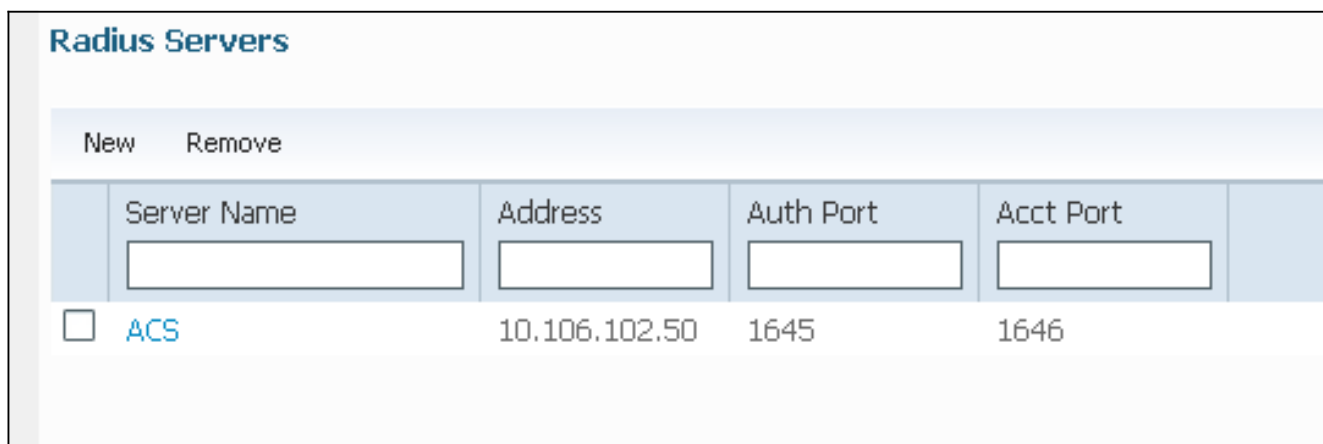 Radius Servers
New Remove
Server Name Address Auth Port Acct Port
ACS 10.106.102.50 1645 1646